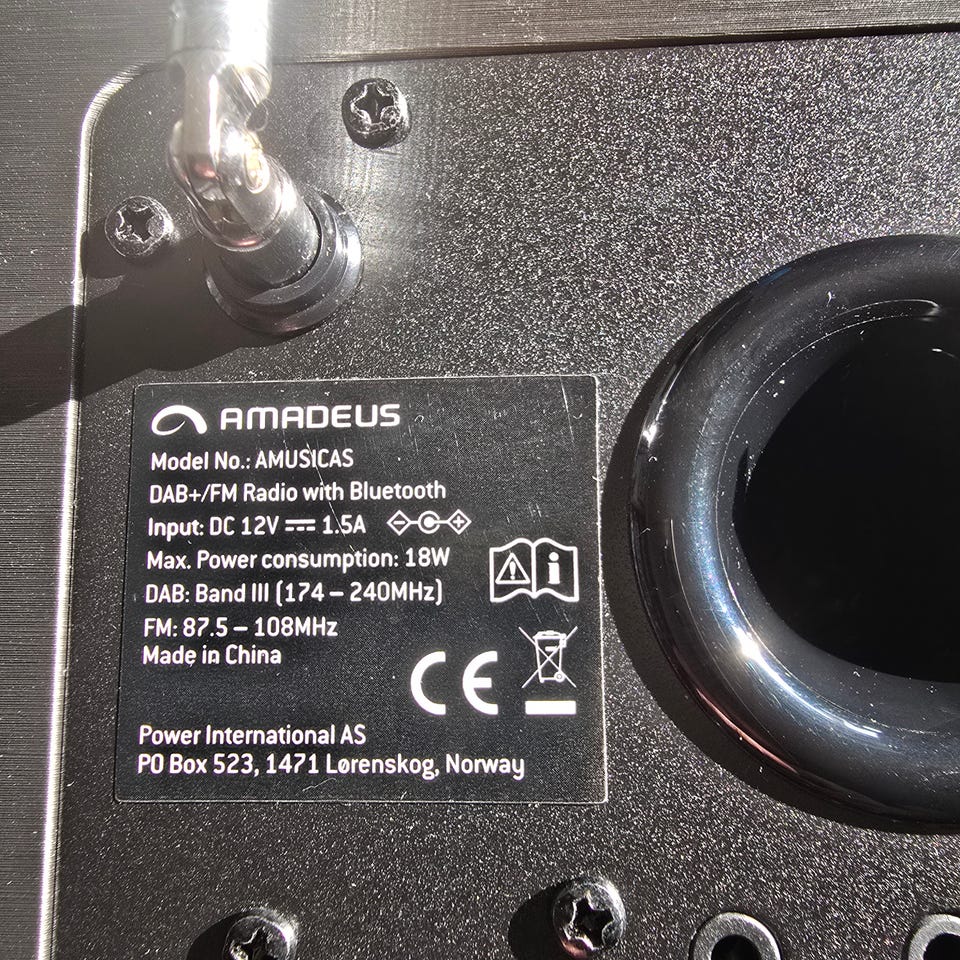 AMADEUS
Model No.: AMUSICAS
DAB+/FM Radio with Bluetooth
Input: DC 12V ⎓ 1.5A
Max. Power consumption: 18W
DAB: Band III (174 – 240MHz)
FM: 87.5 – 108MHz
Made in China
CE
Power International AS
PO Box 523, 1471 Lørenskog, Norway